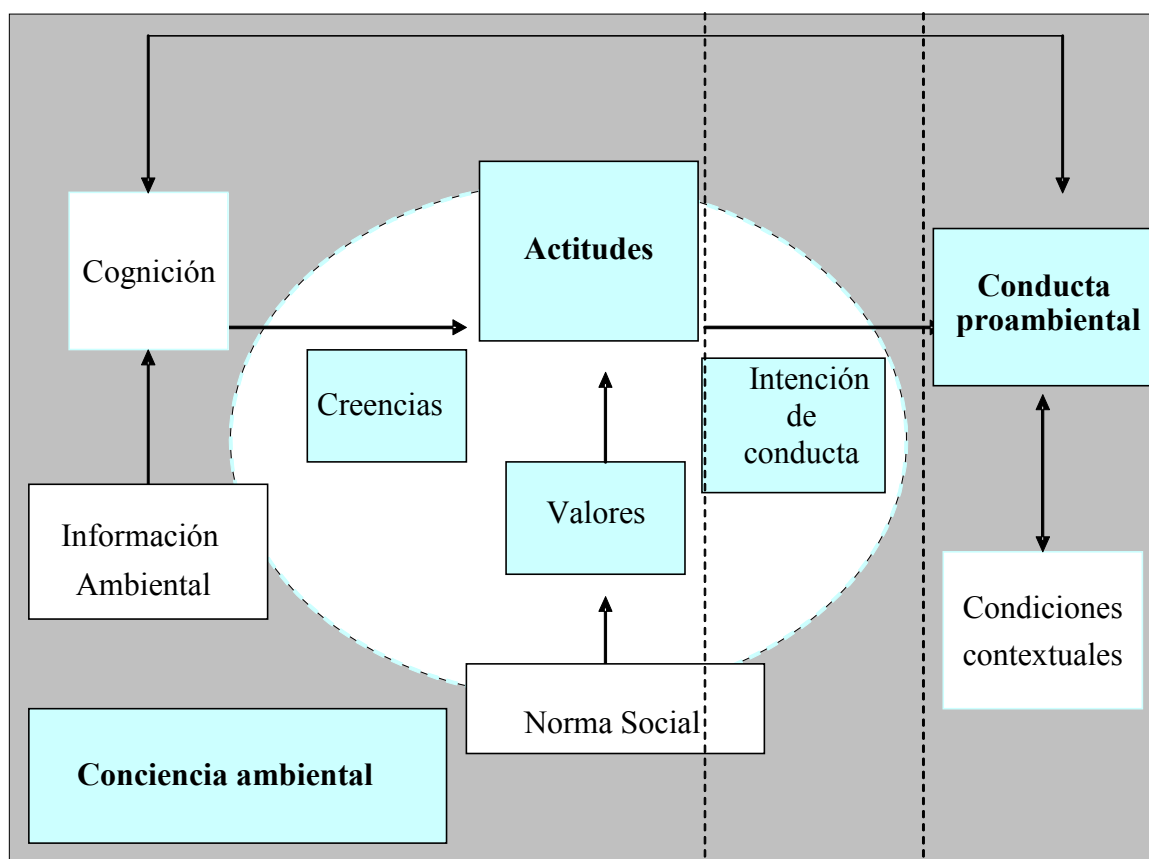 Actitudes
Cognición
Conducta
proambiental
Creencias
Intención
de
conducta
Valores
Información
Ambiental
Condiciones
contextuales
Norma Social
Conciencia ambiental